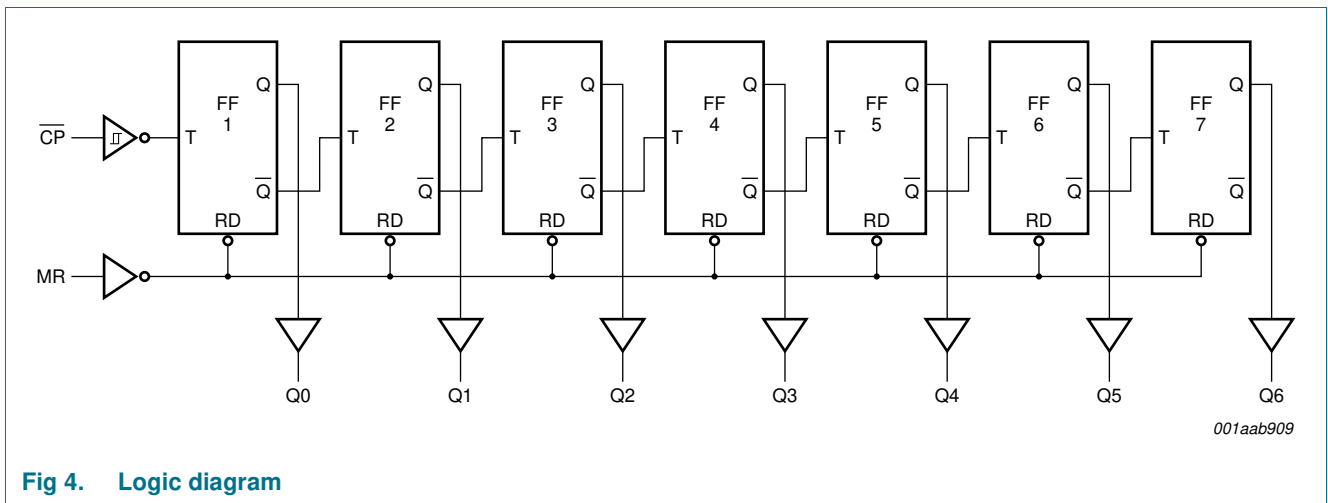 Q Q Q Q Q Q Q
FF FF FF FF FF FF FF
1 2 3 4 5 6 7
C̅P̅ T T T T T T T
Q̅ Q̅ Q̅ Q̅ Q̅ Q̅ Q̅
RD RD RD RD RD RD RD
MR
Q0 Q1 Q2 Q3 Q4 Q5 Q6
001aab909
Fig 4. Logic diagram